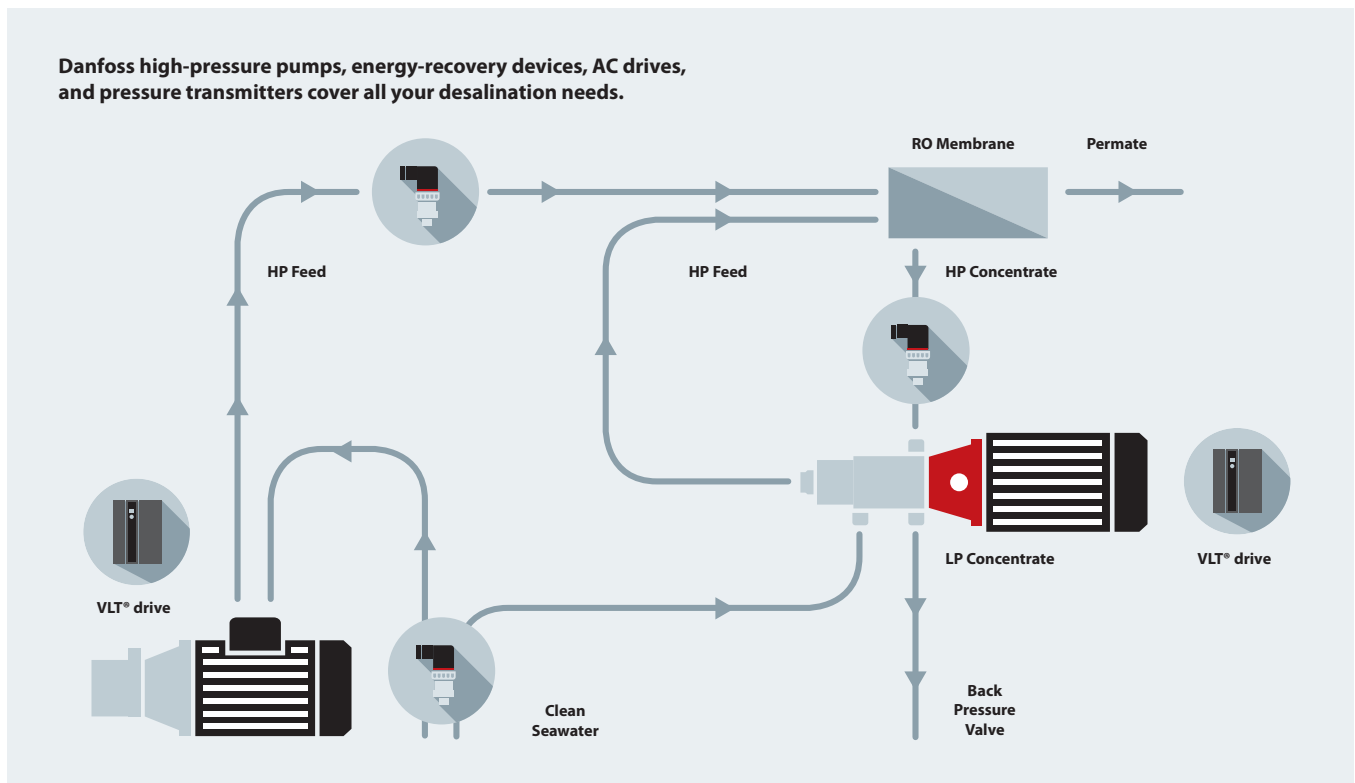 Danfoss high-pressure pumps, energy-recovery devices, AC drives,
and pressure transmitters cover all your desalination needs.
RO Membrane
Permate
HP Feed
HP Feed
HP Concentrate
LP Concentrate
VLT® drive
VLT® drive
Clean
Seawater
Back
Pressure
Valve